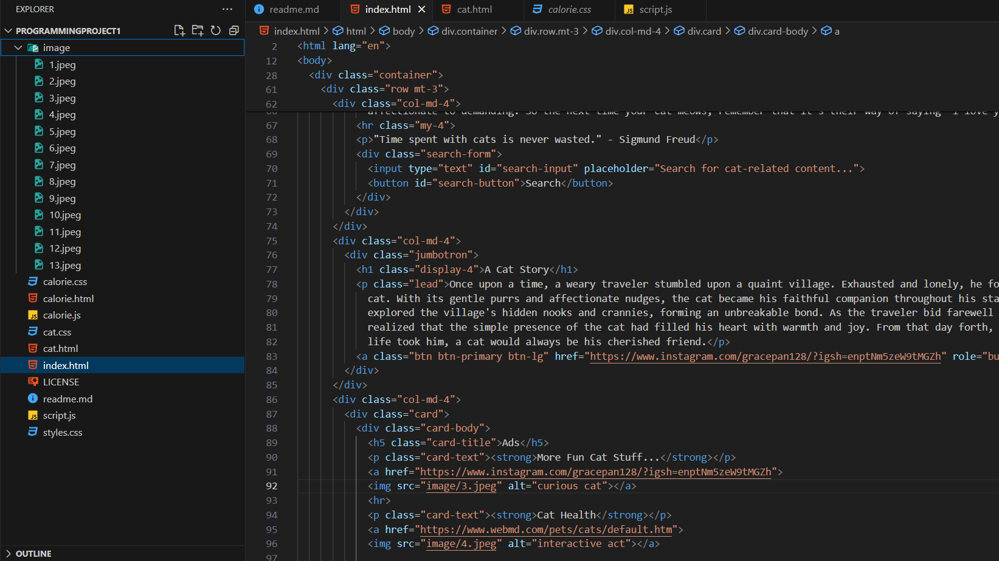 EXPLORER
PROGRAMMINGPROJECT1
image
1.jpeg
2.jpeg
3.jpeg
4.jpeg
5.jpeg
6.jpeg
7.jpeg
8.jpeg
9.jpeg
10.jpeg
11.jpeg
12.jpeg
13.jpeg
calorie.css
calorie.html
calorie.js
cat.css
cat.html
index.html
LICENSE
readme.md
script.js
styles.css
OUTLINE
readme.md index.html cat.html calorie.css script.js
index.html > html > body > div.container > div.row.mt-3 > div.col-md-4 > div.card > div.card-body > a
2 <html lang="en">
12 <body>
28 <div class="container">
61 <div class="row mt-3">
62 <div class="col-md-4">
affectionate to demanding. So the next time your cat meows, remember that it's their way of saying "I love y
67 <hr class="my-4">
68 <p>"Time spent with cats is never wasted." - Sigmund Freud</p>
69 <div class="search-form">
70 <input type="text" id="search-input" placeholder="Search for cat-related content...">
71 <button id="search-button">Search</button>
72 </div>
73 </div>
74 </div>
75 <div class="col-md-4">
76 <div class="jumbotron">
77 <h1 class="display-4">A Cat Story</h1>
78 <p class="lead">Once upon a time, a weary traveler stumbled upon a quaint village. Exhausted and lonely, he fo
79 cat. With its gentle purrs and affectionate nudges, the cat became his faithful companion throughout his sta
80 explored the village's hidden nooks and crannies, forming an unbreakable bond. As the traveler bid farewell
81 realized that the simple presence of the cat had filled his heart with warmth and joy. From that day forth,
82 life took him, a cat would always be his cherished friend.</p>
83 <a class="btn btn-primary btn-lg" href="https://www.instagram.com/gracepan128/?igsh=enptNm5zeW9tMGZh" role="bu
84 </div>
85 </div>
86 <div class="col-md-4">
87 <div class="card">
88 <div class="card-body">
89 <h5 class="card-title">Ads</h5>
90 <p class="card-text"><strong>More Fun Cat Stuff...</strong></p>
91 <a href="https://www.instagram.com/gracepan128/?igsh=enptNm5zeW9tMGZh">
92 <img src="image/3.jpeg" alt="curious cat"></a>
93 <hr>
94 <p class="card-text"><strong>Cat Health</strong></p>
95 <a href="https://www.webmd.com/pets/cats/default.htm">
96 <img src="image/4.jpeg" alt="interactive act"></a>
97